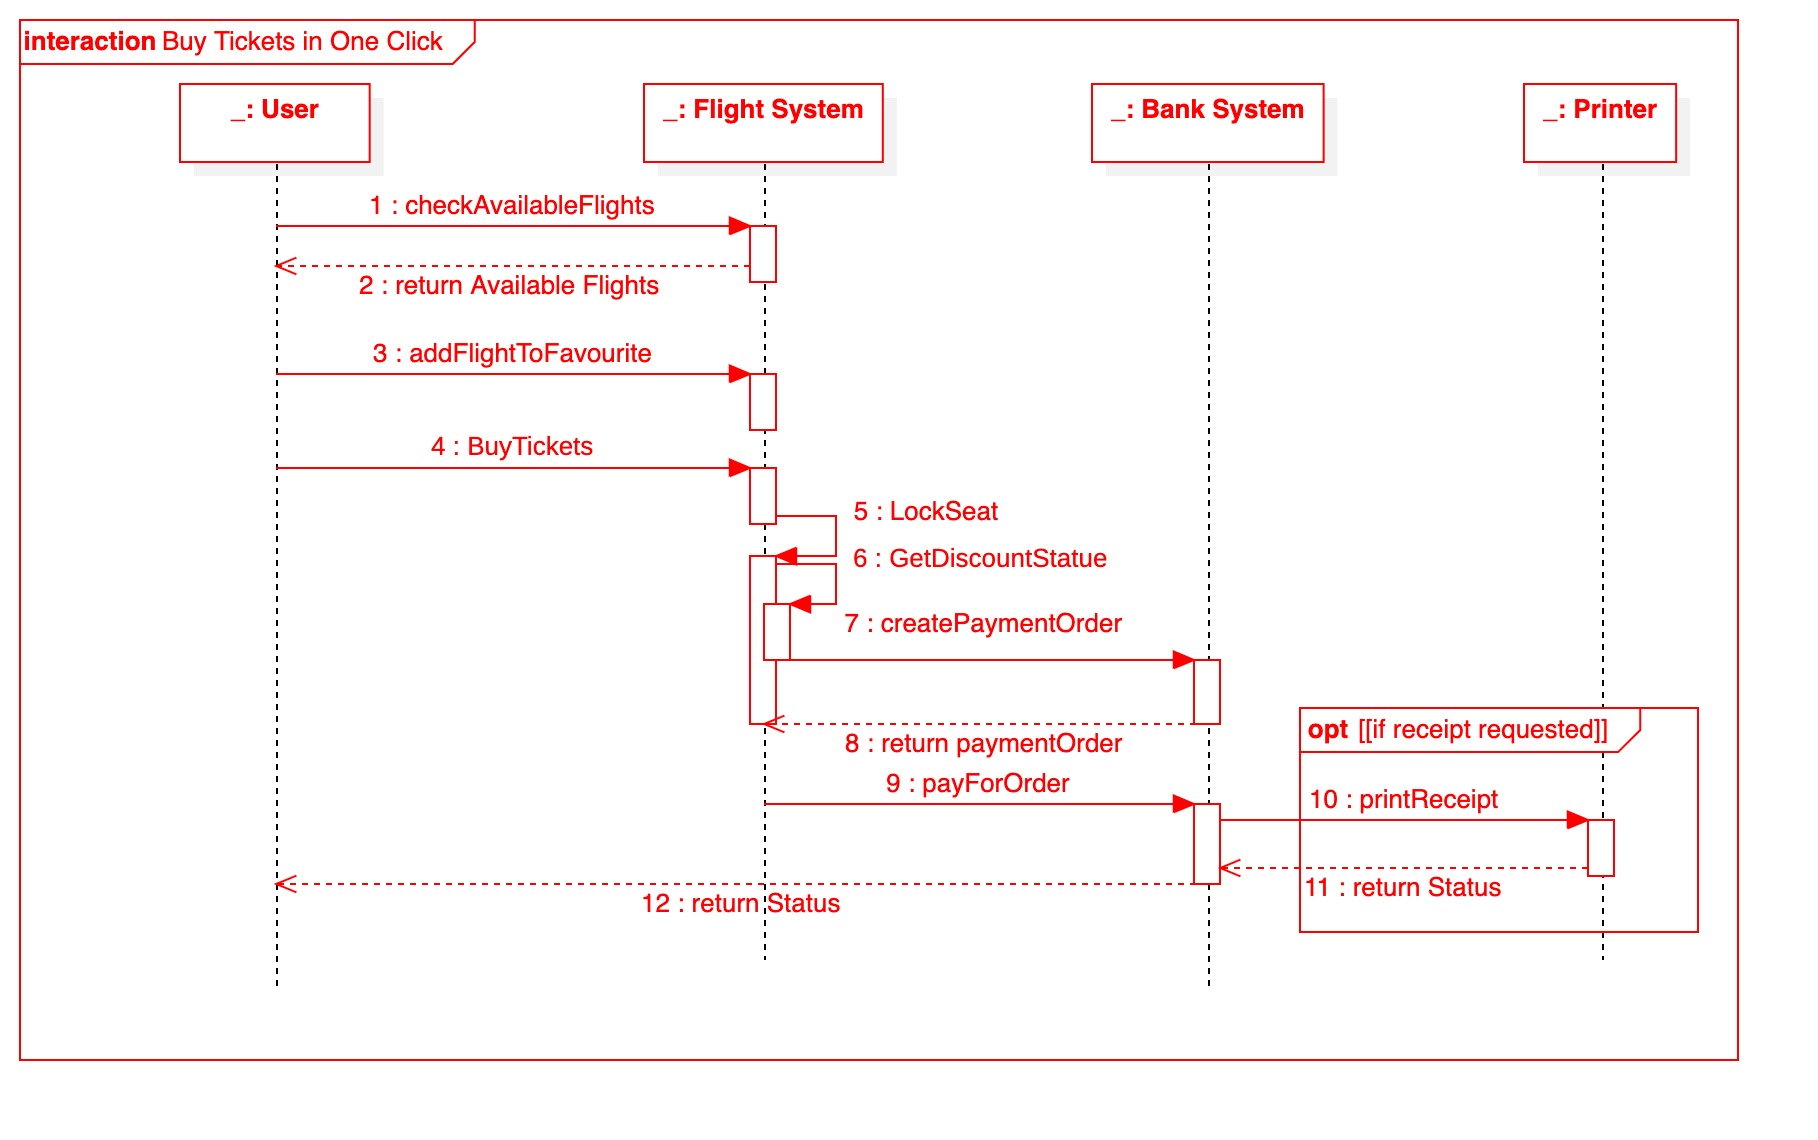 interaction Buy Tickets in One Click
_: User
_: Flight System
_: Bank System
_: Printer
1 : checkAvailableFlights
2 : return Available Flights
3 : addFlightToFavourite
4 : BuyTickets
5 : LockSeat
6 : GetDiscountStatue
7 : createPaymentOrder
8 : return paymentOrder
opt [[if receipt requested]]
9 : payForOrder
10 : printReceipt
11 : return Status
12 : return Status